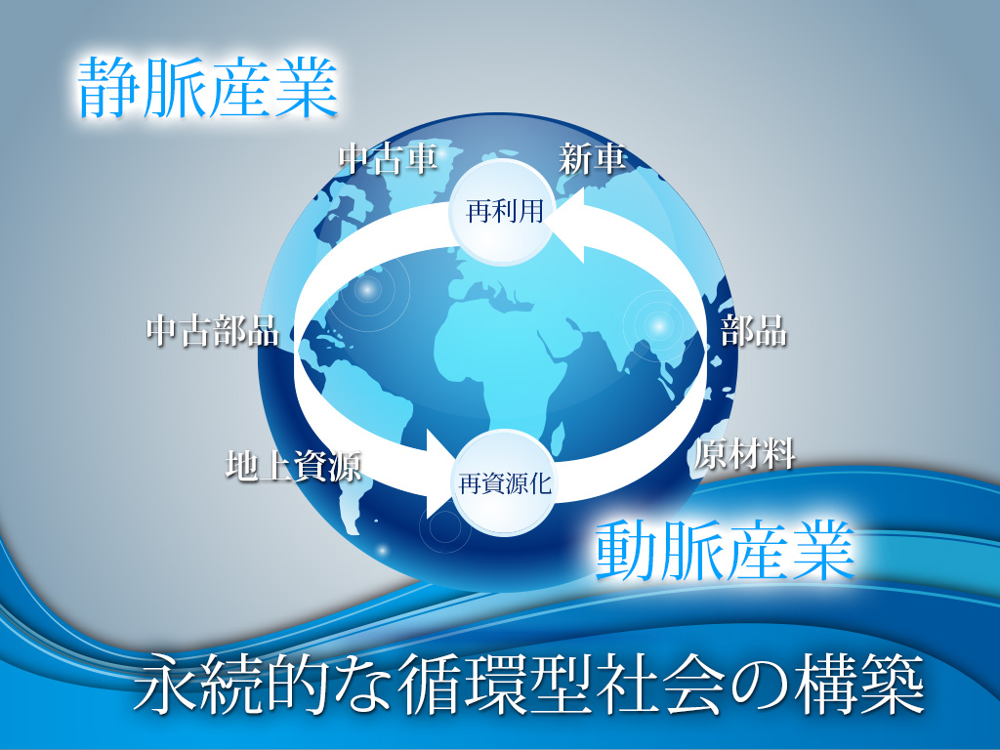 静脈産業
中古車
新車
再利用
中古部品
部品
地上資源
原材料
再資源化
動脈産業
永続的な循環型社会の構築